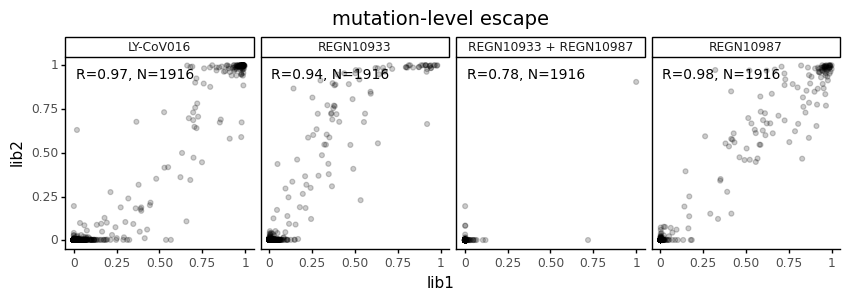 mutation-level escape
LY-CoV016
REGN10933
REGN10933 + REGN10987
REGN10987
R=0.97, N=1916
R=0.94, N=1916
R=0.78, N=1916
R=0.98, N=1916
lib2
1
0.75
0.50
0.25
0
0 0.25 0.50 0.75 1
0 0.25 0.50 0.75 1
0 0.25 0.50 0.75 1
0 0.25 0.50 0.75 1
lib1